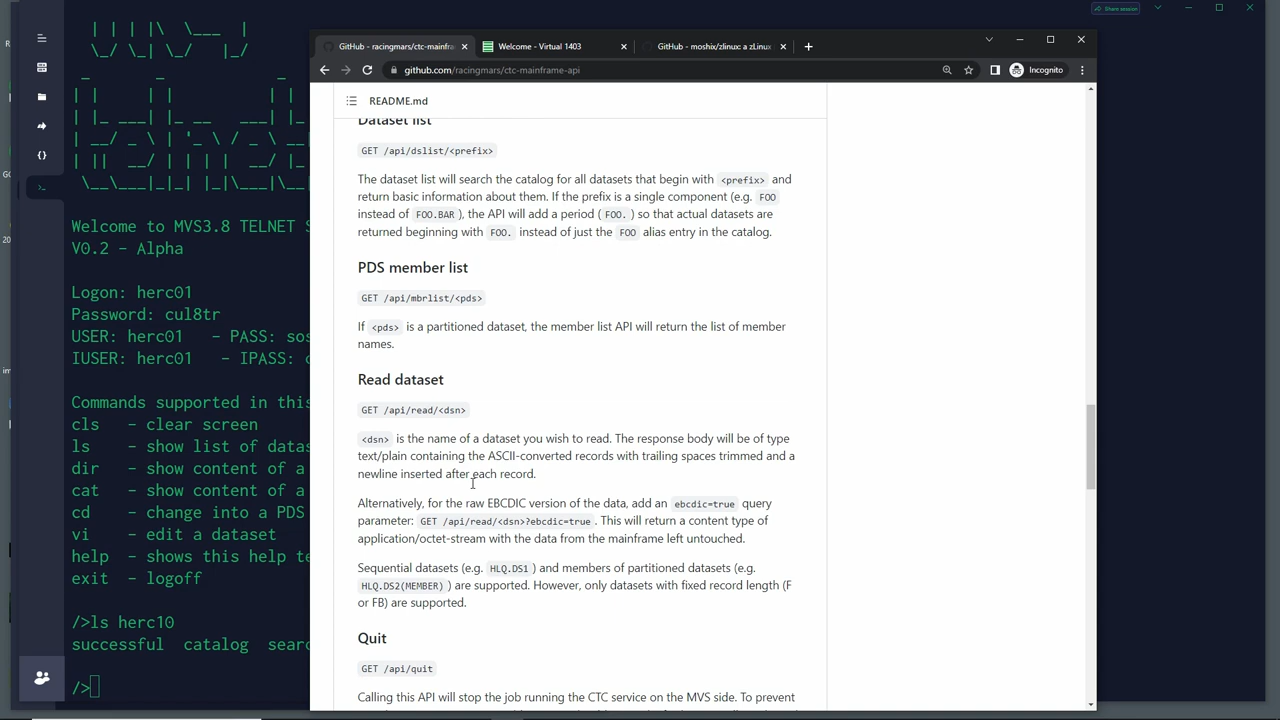 Share session
GitHub - racingmars/ctc-mainfra
Welcome - Virtual 1403
GitHub - moshix/zlinux: a zLinux
github.com/racingmars/ctc-mainframe-api
Incognito
README.md
Dataset list
GET /api/dslist/<prefix>
The dataset list will search the catalog for all datasets that begin with <prefix> and
return basic information about them. If the prefix is a single component (e.g. FOO
instead of FOO.BAR ), the API will add a period ( FOO. ) so that actual datasets are
returned beginning with FOO. instead of just the FOO alias entry in the catalog.
PDS member list
GET /api/mbrlist/<pds>
If <pds> is a partitioned dataset, the member list API will return the list of member
names.
Read dataset
GET /api/read/<dsn>
<dsn> is the name of a dataset you wish to read. The response body will be of type
text/plain containing the ASCII-converted records with trailing spaces trimmed and a
newline inserted after each record.
Alternatively, for the raw EBCDIC version of the data, add an ebcdic=true query
parameter: GET /api/read/<dsn>?ebcdic=true . This will return a content type of
application/octet-stream with the data from the mainframe left untouched.
Sequential datasets (e.g. HLQ.DS1 ) and members of partitioned datasets (e.g.
HLQ.DS2(MEMBER) ) are supported. However, only datasets with fixed record length (F
or FB) are supported.
Quit
GET /api/quit
Calling this API will stop the job running the CTC service on the MVS side. To prevent
Welcome to MVS3.8 TELNET S
V0.2 - Alpha
Logon: herc01
Password: cul8tr
USER: herc01 - PASS: sos
IUSER: herc01 - IPASS: c
Commands supported in this
cls - clear screen
ls - show list of datas
dir - show content of a
cat - show content of a
cd - change into a PDS
vi - edit a dataset
help - shows this help te
exit - logoff
/>ls herc10
successful catalog sear
/>